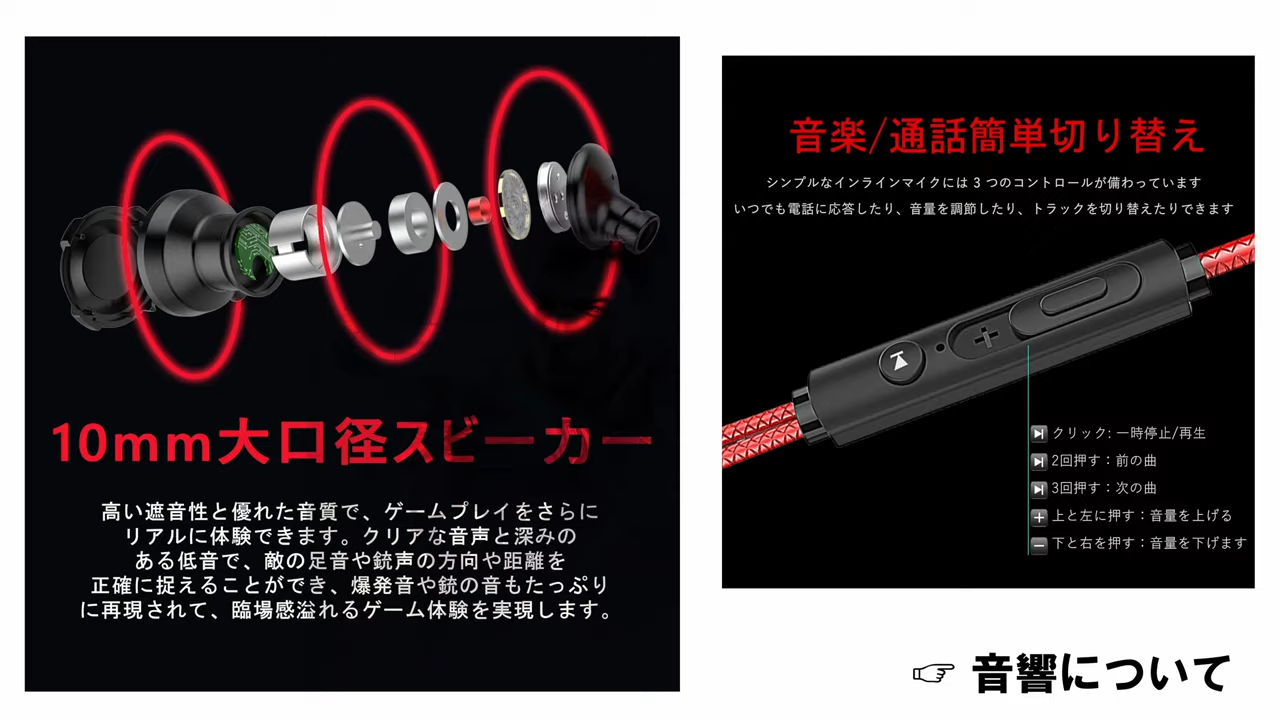 10mm大口径スピーカー
高い遮音性と優れた音質で、ゲームプレイをさらに
リアルに体験できます。クリアな音声と深みの
ある低音で、敵の足音や銃声の方向や距離を
正確に捉えることができ、爆発音や銃の音もたっぷり
に再現されて、臨場感溢れるゲーム体験を実現します。
音楽/通話簡単切り替え
シンプルなインラインマイクには 3 つのコントロールが備わっています
いつでも電話に応答したり、音量を調節したり、トラックを切り替えたりできます
クリック: 一時停止/再生
2回押す：前の曲
3回押す：次の曲
上と左に押す：音量を上げる
下と右を押す：音量を下げます
☞ 音響について